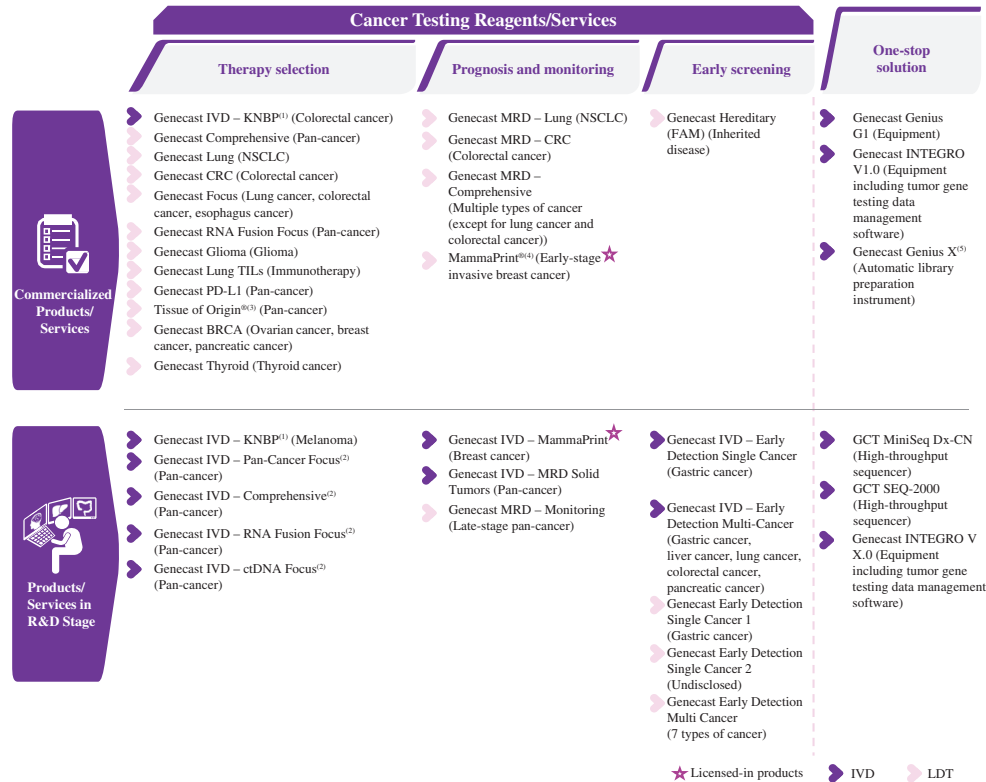 Cancer Testing Reagents/Services
Therapy selection
Prognosis and monitoring
Early screening
One-stop
solution
Commercialized
Products/
Services
Genecast IVD – KNBP(1) (Colorectal cancer)
Genecast Comprehensive (Pan-cancer)
Genecast Lung (NSCLC)
Genecast CRC (Colorectal cancer)
Genecast Focus (Lung cancer, colorectal
cancer, esophagus cancer)
Genecast RNA Fusion Focus (Pan-cancer)
Genecast Glioma (Glioma)
Genecast Lung TILs (Immunotherapy)
Genecast PD-L1 (Pan-cancer)
Tissue of Origin®(3) (Pan-cancer)
Genecast BRCA (Ovarian cancer, breast
cancer, pancreatic cancer)
Genecast Thyroid (Thyroid cancer)
Genecast MRD – Lung (NSCLC)
Genecast MRD – CRC
(Colorectal cancer)
Genecast MRD –
Comprehensive
(Multiple types of cancer
(except for lung cancer and
colorectal cancer))
MammaPrint®(4) (Early-stage
invasive breast cancer)
Genecast Hereditary
(FAM) (Inherited
disease)
Genecast Genius
G1 (Equipment)
Genecast INTEGRO
V1.0 (Equipment
including tumor gene
testing data
management
software)
Genecast Genius X(5)
(Automatic library
preparation
instrument)
Products/
Services in
R&D Stage
Genecast IVD – KNBP(1) (Melanoma)
Genecast IVD – Pan-Cancer Focus(2)
(Pan-cancer)
Genecast IVD – Comprehensive(2)
(Pan-cancer)
Genecast IVD – RNA Fusion Focus(2)
(Pan-cancer)
Genecast IVD – ctDNA Focus(2)
(Pan-cancer)
Genecast IVD – MammaPrint
(Breast cancer)
Genecast IVD – MRD Solid
Tumors (Pan-cancer)
Genecast MRD – Monitoring
(Late-stage pan-cancer)
Genecast IVD – Early
Detection Single Cancer
(Gastric cancer)
Genecast IVD – Early
Detection Multi-Cancer
(Gastric cancer,
liver cancer, lung cancer,
colorectal cancer,
pancreatic cancer)
Genecast Early Detection
Single Cancer 1
(Gastric cancer)
Genecast Early Detection
Single Cancer 2
(Undisclosed)
Genecast Early Detection
Multi Cancer
(7 types of cancer)
GCT MiniSeq Dx-CN
(High-throughput
sequencer)
GCT SEQ-2000
(High-throughput
sequencer)
Genecast INTEGRO V
X.0 (Equipment
including tumor gene
testing data management
software)
Licensed-in products
IVD
LDT